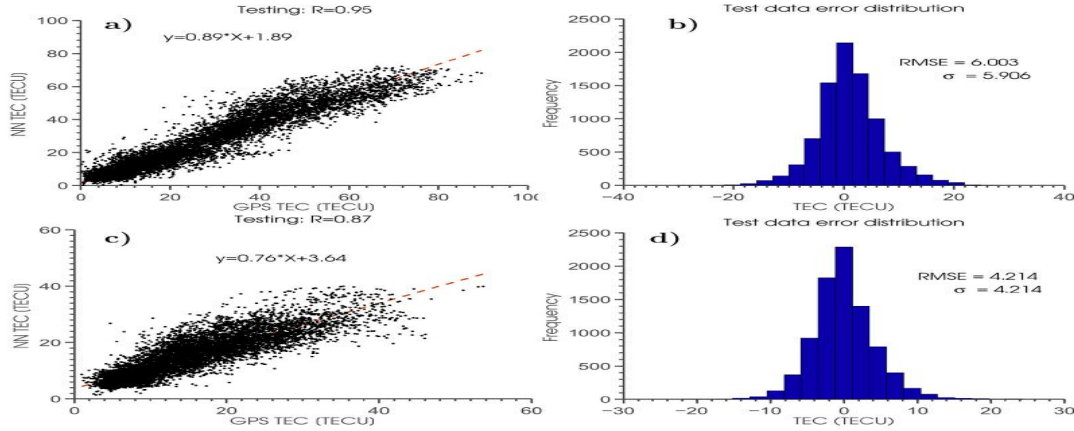 Testing: R=0.95
a)
y=0.89*X+1.89
100
80
60
40
20
0
NN TEC (TECU)
0
20
40
60
80
10
GPS TEC (TECU)
Test data error distribution
b)
RMSE = 6.003
σ = 5.906
2500
2000
1500
1000
500
0
Frequency
-40
-20
0
20
40
TEC (TECU)
Testing: R=0.87
c)
y=0.76*X+3.64
60
40
20
0
NN TEC (TECU)
0
20
40
60
GPS TEC (TECU)
Test data error distribution
d)
RMSE = 4.214
σ = 4.214
2500
2000
1500
1000
500
0
Frequency
-30
-20
-10
0
10
20
30
TEC (TECU)